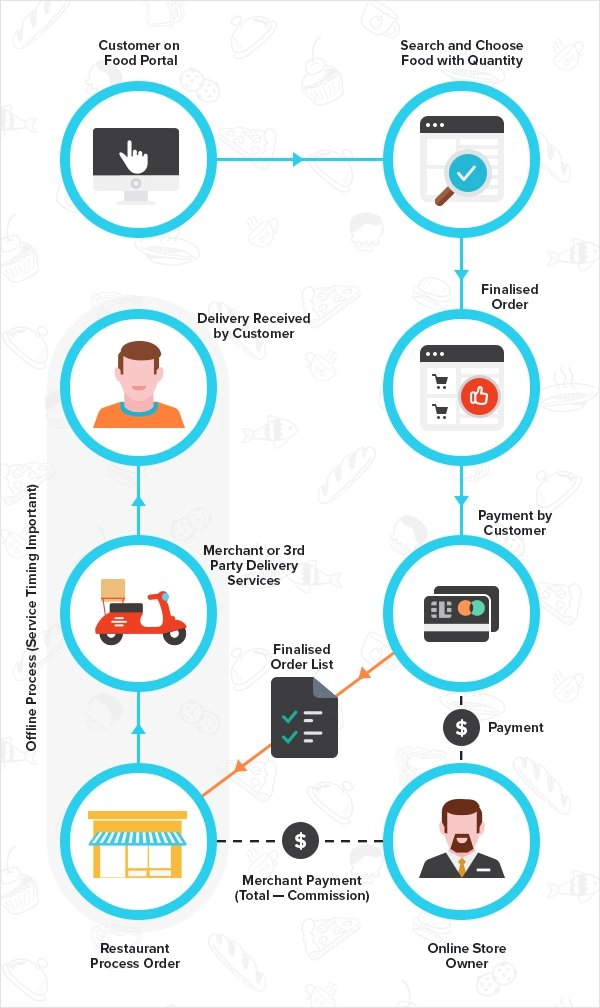 Customer on
Food Portal
Search and Choose
Food with Quantity
Finalised
Order
Delivery Received
by Customer
Payment by
Customer
Merchant or 3rd
Party Delivery
Services
Offline Process (Service Timing Important)
Finalised
Order List
$
Payment
$
Merchant Payment
(Total — Commission)
Restaurant
Process Order
Online Store
Owner